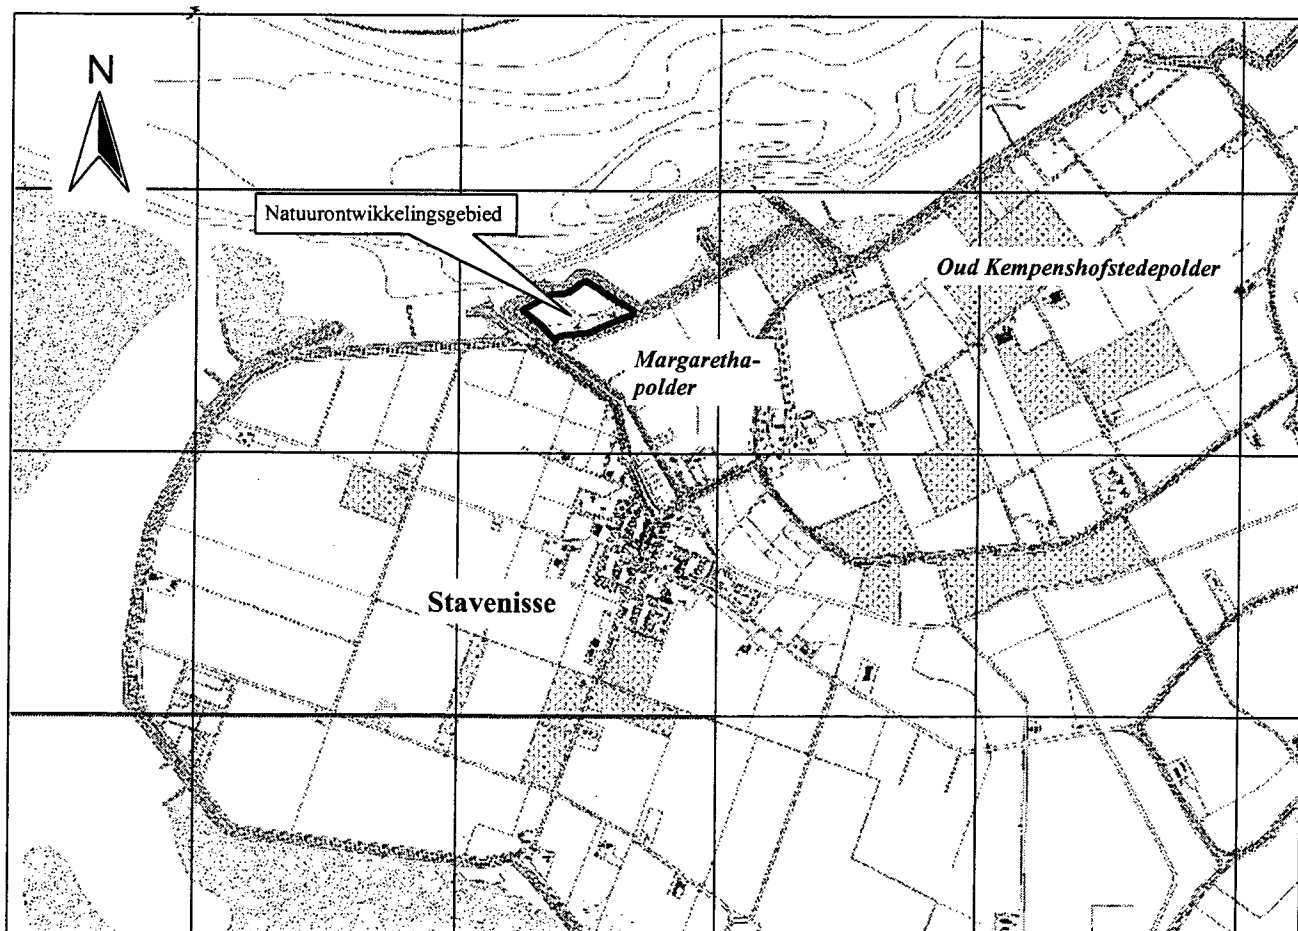 N
Natuurontwikkelingsgebied
Oud Kempenshofstedepolder
Margaretha-
polder
Stavenisse